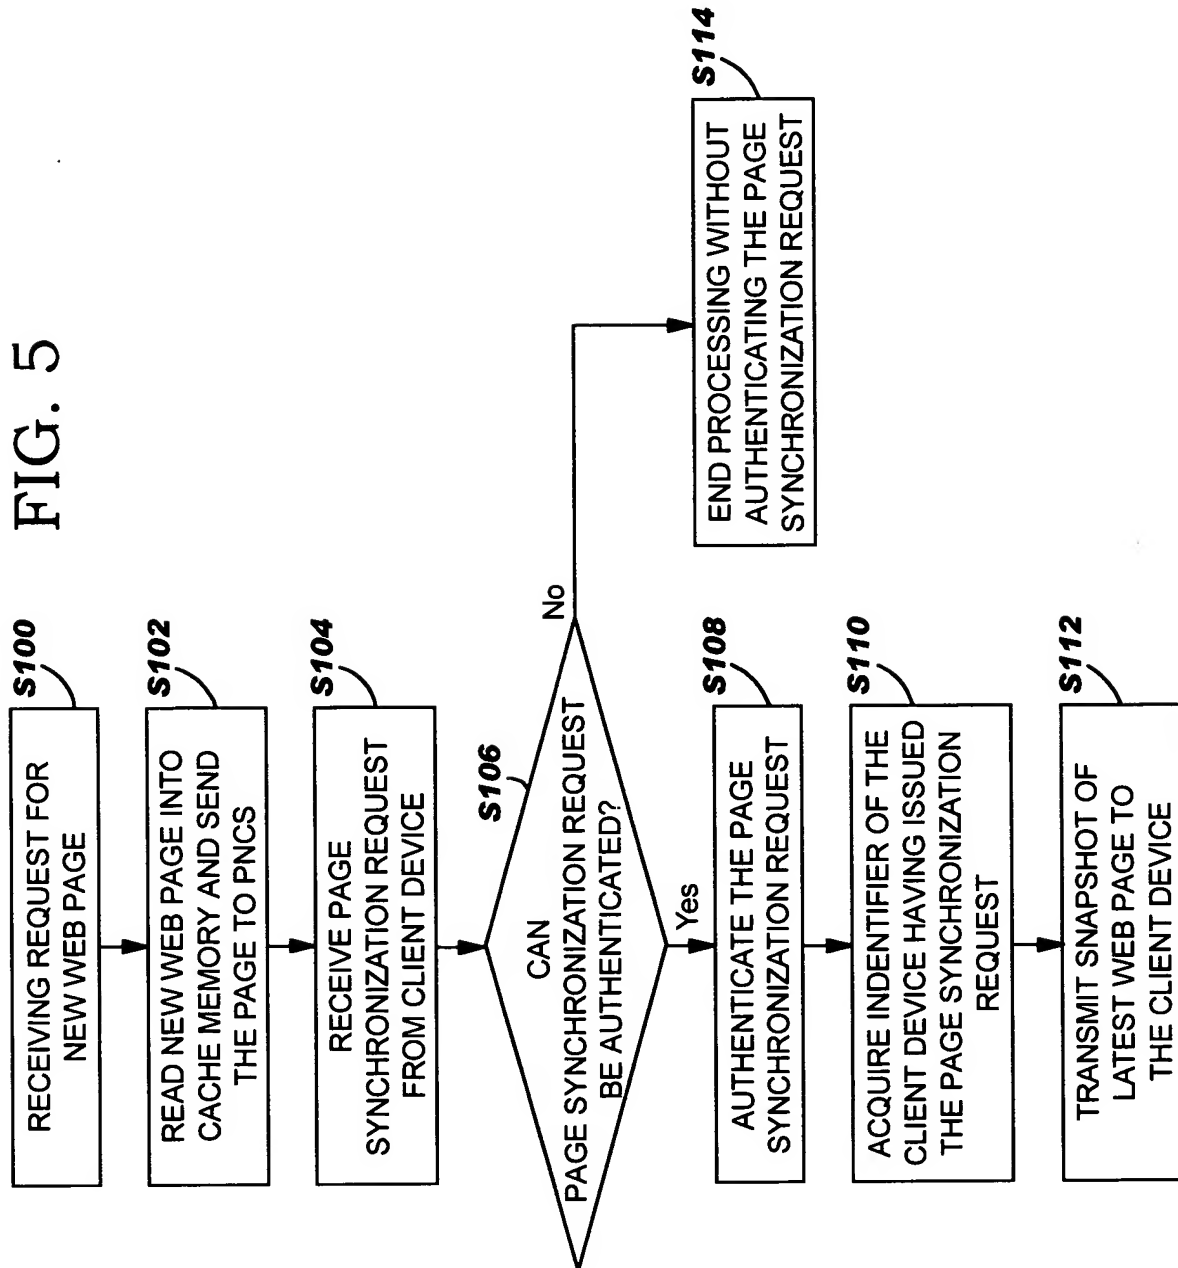 FIG. 5
S100
RECEIVING REQUEST FOR
NEW WEB PAGE
S102
READ NEW WEB PAGE INTO
CACHE MEMORY AND SEND
THE PAGE TO PNCS
S104
RECEIVE PAGE
SYNCHRONIZATION REQUEST
FROM CLIENT DEVICE
S106
CAN
PAGE SYNCHRONIZATION REQUEST
BE AUTHENTICATED?
No
Yes
S108
AUTHENTICATE THE PAGE
SYNCHRONIZATION REQUEST
S110
ACQUIRE INDENTIFIER OF THE
CLIENT DEVICE HAVING ISSUED
THE PAGE SYNCHRONIZATION
REQUEST
S112
TRANSMIT SNAPSHOT OF
LATEST WEB PAGE TO
THE CLIENT DEVICE
S114
END PROCESSING WITHOUT
AUTHENTICATING THE PAGE
SYNCHRONIZATION REQUEST